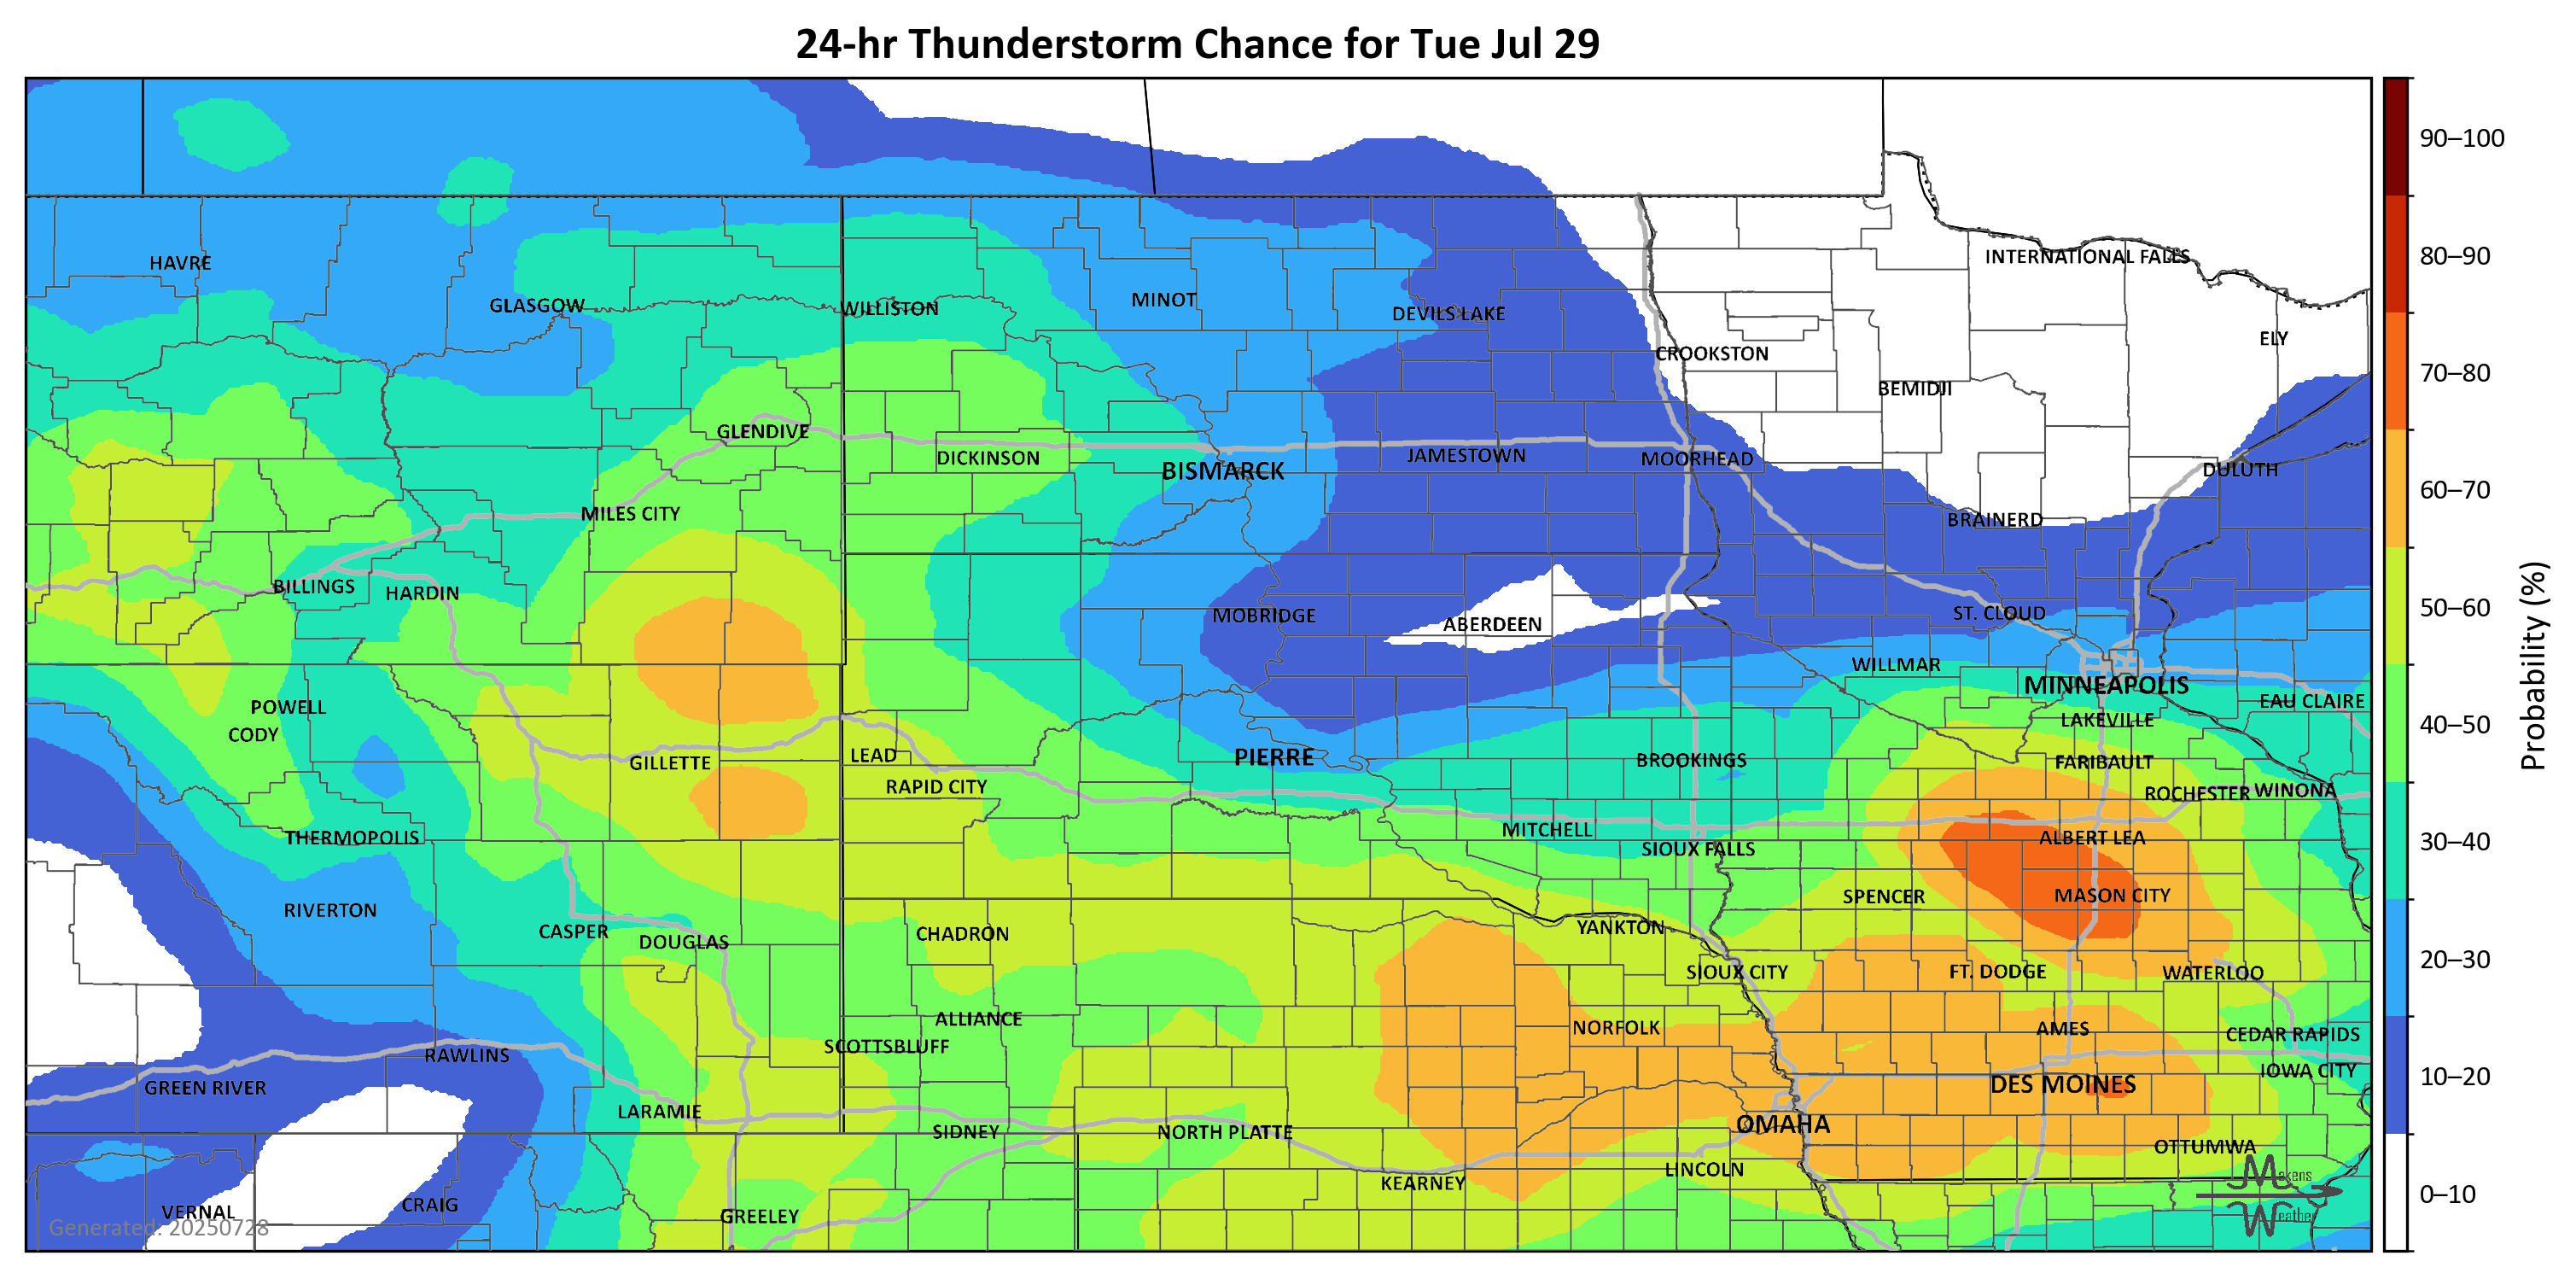 24-hr Thunderstorm Chance for Tue Jul 29
90–100
80–90
70–80
60–70
50–60
40–50
30–40
20–30
10–20
0–10
Probability (%)
HAVRE
GLASGOW
WILLISTON
MINOT
DEVILS LAKE
INTERNATIONAL FALLS
ELY
CROOKSTON
BEMIDJI
GLENDIVE
DICKINSON
BISMARCK
JAMESTOWN
MOORHEAD
DULUTH
MILES CITY
BRAINERD
BILLINGS
HARDIN
MOBRIDGE
ABERDEEN
ST. CLOUD
WILLMAR
MINNEAPOLIS
EAU CLAIRE
POWELL
CODY
LAKEVILLE
GILLETTE
LEAD
PIERRE
BROOKINGS
FARIBAULT
RAPID CITY
ROCHESTER
WINONA
THERMOPOLIS
MITCHELL
SIOUX FALLS
ALBERT LEA
RIVERTON
SPENCER
MASON CITY
CASPER
DOUGLAS
CHADRON
YANKTON
SIOUX CITY
FT. DODGE
WATERLOO
ALLIANCE
NORFOLK
AMES
CEDAR RAPIDS
SCOTTSBLUFF
RAWLINS
GREEN RIVER
DES MOINES
IOWA CITY
LARAMIE
SIDNEY
NORTH PLATTE
OMAHA
OTTUMWA
LINCOLN
KEARNEY
VERNAL
CRAIG
GREELEY
Generated: 20250728
Makens
Weather